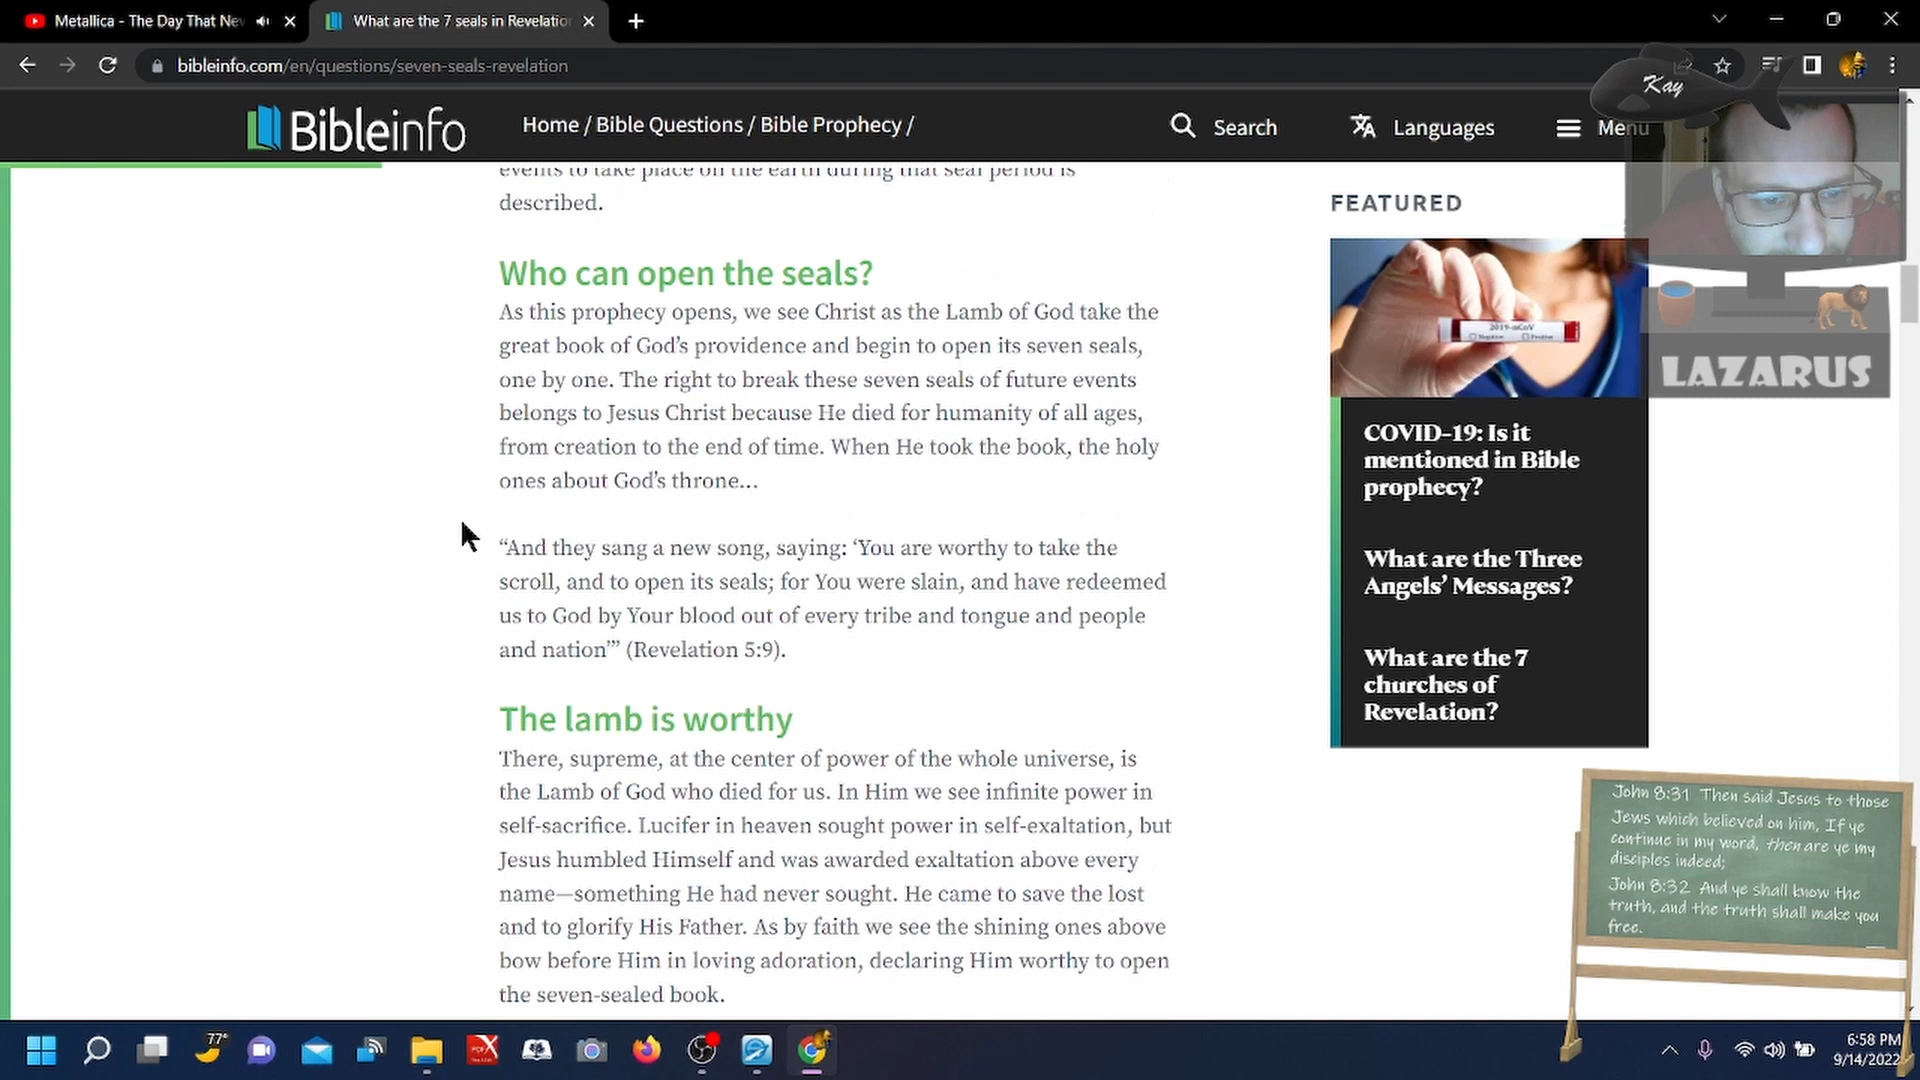 Metallica - The Day That Nev
What are the 7 seals in Revelation
bibleinfo.com/en/questions/seven-seals-revelation
Kay
Bibleinfo
Home / Bible Questions / Bible Prophecy /
Search
Languages
Menu
events to take place on the earth during that seal period is
described.
Who can open the seals?
As this prophecy opens, we see Christ as the Lamb of God take the
great book of God's providence and begin to open its seven seals,
one by one. The right to break these seven seals of future events
belongs to Jesus Christ because He died for humanity of all ages,
from creation to the end of time. When He took the book, the holy
ones about God's throne…
“And they sang a new song, saying: ‘You are worthy to take the
scroll, and to open its seals; for You were slain, and have redeemed
us to God by Your blood out of every tribe and tongue and people
and nation’” (Revelation 5:9).
The lamb is worthy
There, supreme, at the center of power of the whole universe, is
the Lamb of God who died for us. In Him we see infinite power in
self-sacrifice. Lucifer in heaven sought power in self-exaltation, but
Jesus humbled Himself and was awarded exaltation above every
name—something He had never sought. He came to save the lost
and to glorify His Father. As by faith we see the shining ones above
bow before Him in loving adoration, declaring Him worthy to open
the seven-sealed book.
FEATURED
2019-nCoV
Negative Positive
COVID-19: Is it
mentioned in Bible
prophecy?
What are the Three
Angels’ Messages?
What are the 7
churches of
Revelation?
LAZARUS
John 8:31 Then said Jesus to those
Jews which believed on him, If ye
continue in my word, then are ye my
disciples indeed;
John 8:32 And ye shall know the
truth, and the truth shall make you
free.
77°
PDFX
6:58 PM
9/14/2022